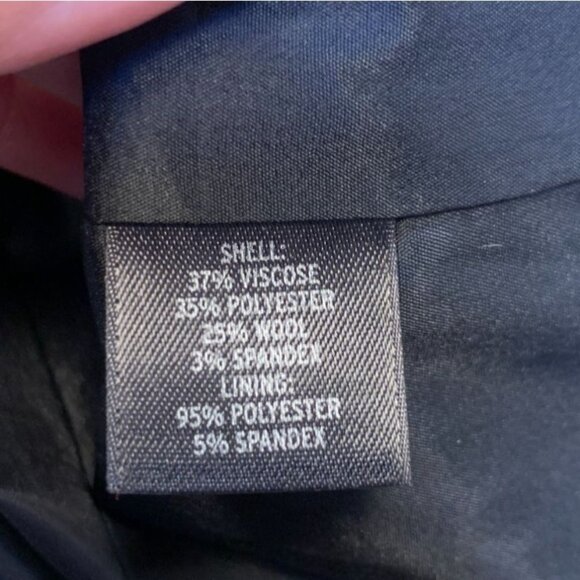 SHELL:
37% VISCOSE
35% POLYESTER
25% WOOL
3% SPANDEX
LINING:
95% POLYESTER
5% SPANDEX